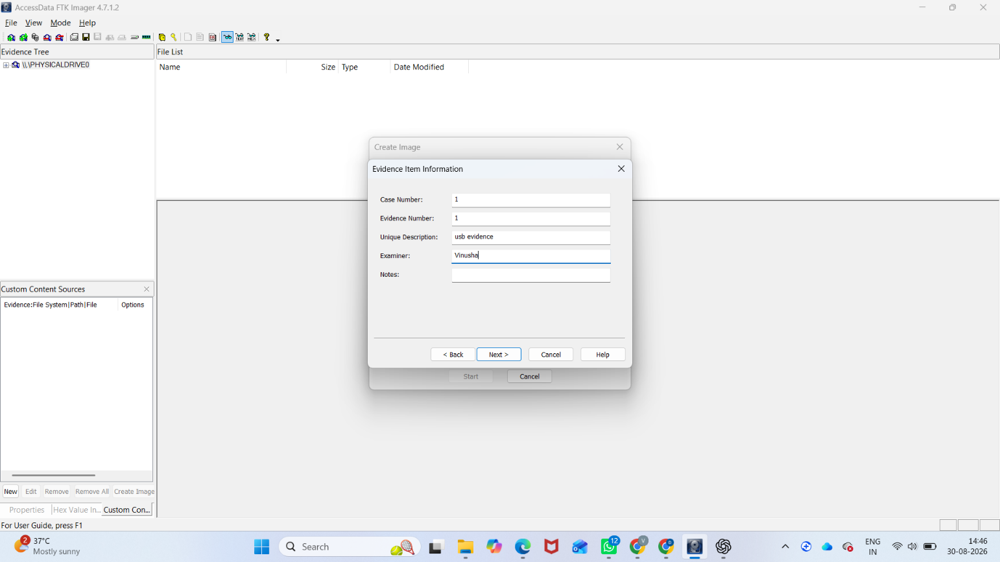 AccessData FTK Imager 4.7.1.2
File View Mode Help
Evidence Tree
File List
\\.\PHYSICALDRIVE0
Name Size Type Date Modified
Create Image
Evidence Item Information
Case Number: 1
Evidence Number: 1
Unique Description: usb evidence
Examiner: Vinusha
Notes:
< Back Next > Cancel Help
Start Cancel
Custom Content Sources
Evidence:File System|Path|File Options
New Edit Remove Remove All Create Image
Properties Hex Value In... Custom Con...
For User Guide, press F1
2 37°C
Mostly sunny
Search
12
V
D
ENG
IN
14:46
30-08-2026